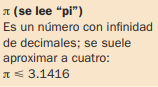 π (se lee “pi”)
Es un número con infinidad
de decimales; se suele
aproximar a cuatro:
π ⩽ 3.1416